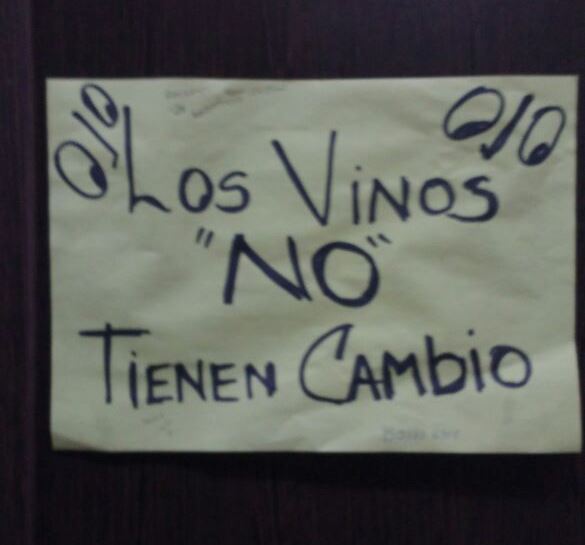 OJO OJO
LOS VINOS
"NO"
TIENEN CAMBIO